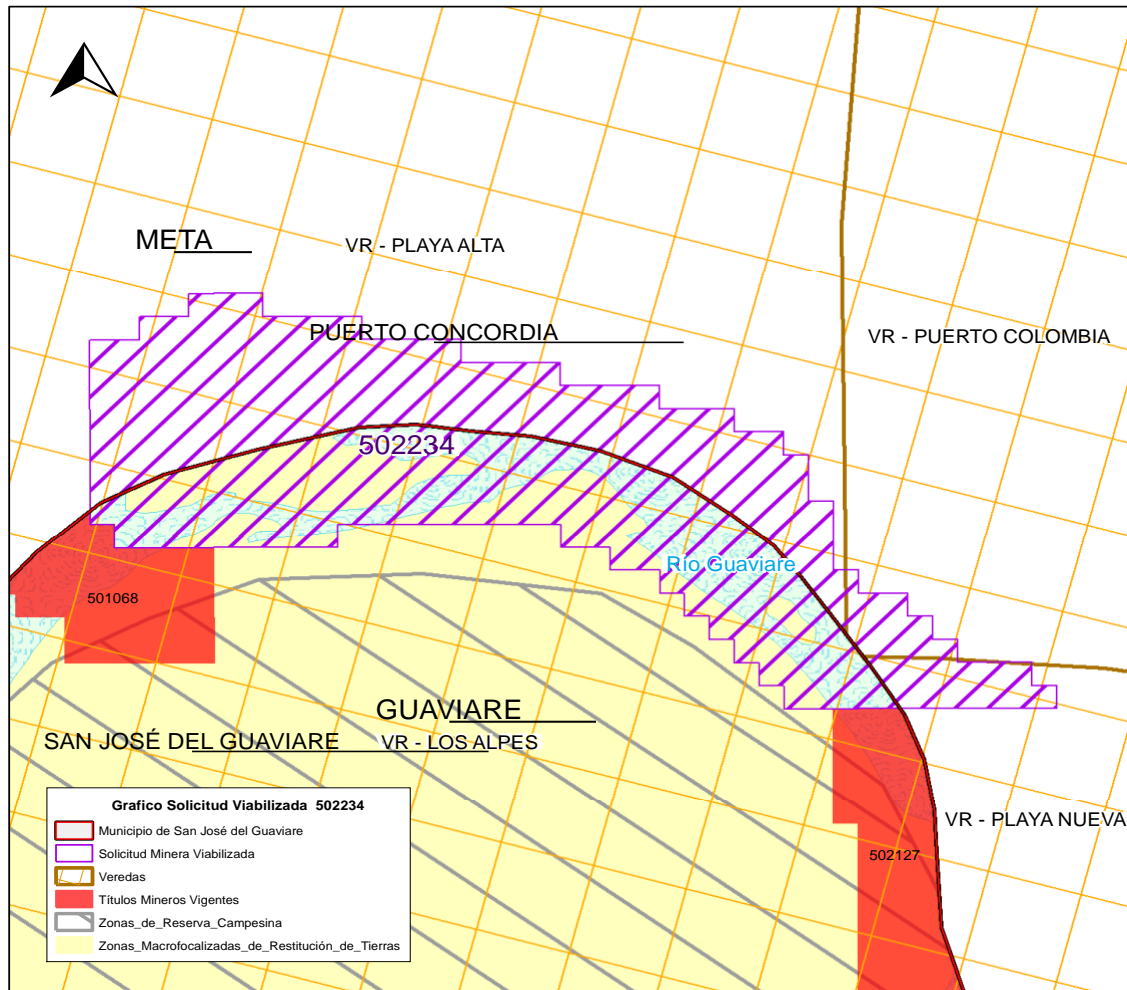 META
VR - PLAYA ALTA
PUERTO CONCORDIA
VR - PUERTO COLOMBIA
502234
Río Guaviare
501068
GUAVIARE
SAN JOSÉ DEL GUAVIARE
VR - LOS ALPES
VR - PLAYA NUEVA
502127
Grafico Solicitud Viabilizada 502234
Municipio de San José del Guaviare
Solicitud Minera Viabilizada
Veredas
Títulos Mineros Vigentes
Zonas_de_Reserva_Campesina
Zonas_Macrofocalizadas_de_Restitución_de_Tierras